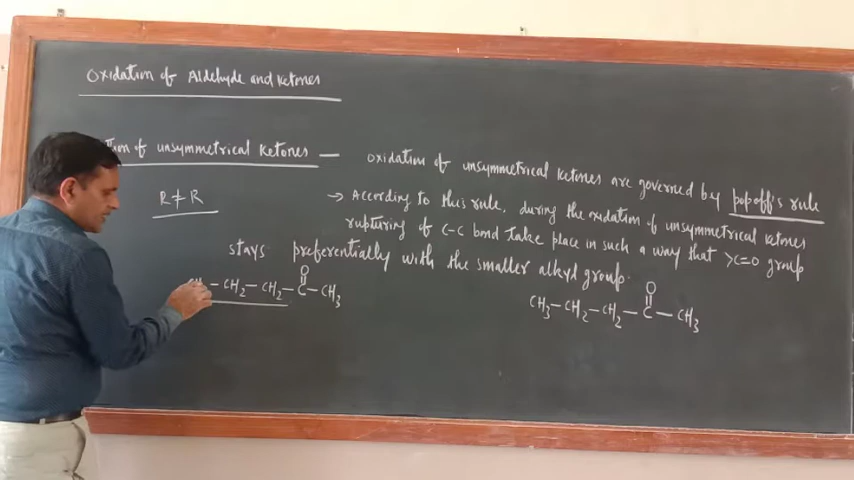 Oxidation of Aldehyde and Ketones
of unsymmetrical Ketones — oxidation of unsymmetrical ketones are governed by popoff's rule
R ≠ R
→ According to this rule, during the oxidation of unsymmetrical ketones
rupturing of C-C bond take place in such a way that >C=O group
stays preferentially with the smaller alkyl group.
O
— CH2 — CH2 — C — CH3
O
CH3 — CH2 — CH2 — C — CH3